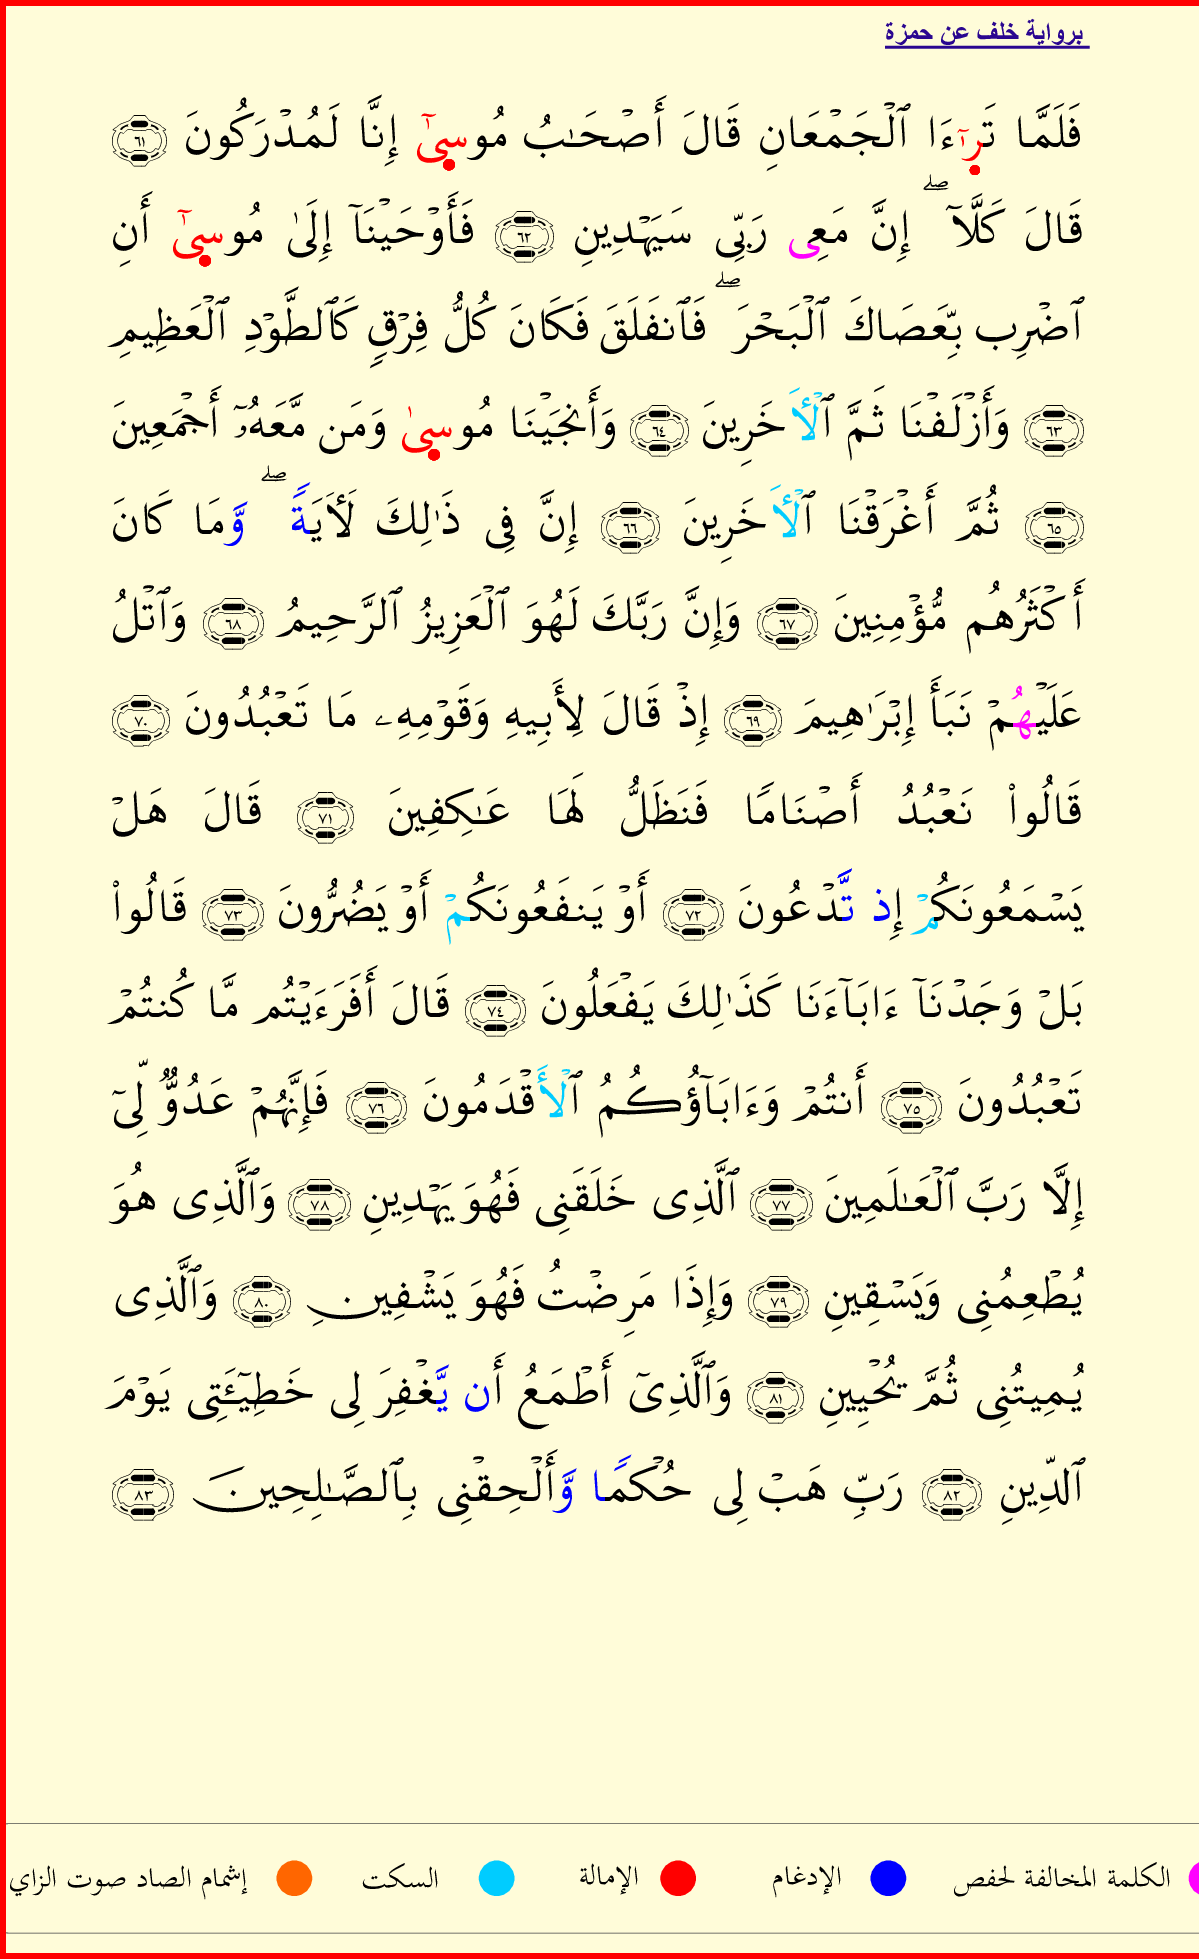 برواية خلف عن حمزة
فَلَمَّا تَرَٰٓءَا ٱلْجَمْعَانِ قَالَ أَصْحَـٰبُ مُوسِىٰٓ إِنَّا لَمُدْرَكُونَ ٦١
قَالَ كَلَّآ ۖ إِنَّ مَعِى رَبِّى سَيَهْدِينِ ٦٢ فَأَوْحَيْنَآ إِلَىٰ مُوسِىٰٓ أَنِ
ٱضْرِب بِّعَصَاكَ ٱلْبَحْرَ ۖ فَٱنفَلَقَ فَكَانَ كُلُّ فِرْقٍ كَٱلطَّوْدِ ٱلْعَظِيمِ
٦٣ وَأَزْلَفْنَا ثَمَّ ٱلْأَخَرِينَ ٦٤ وَأَنجَيْنَا مُوسِىٰ وَمَن مَّعَهُۥٓ أَجْمَعِينَ
٦٥ ثُمَّ أَغْرَقْنَا ٱلْأَخَرِينَ ٦٦ إِنَّ فِى ذَٰلِكَ لَأَيَةً ۖ وَّمَا كَانَ
أَكْثَرُهُم مُّؤْمِنِينَ ٦٧ وَإِنَّ رَبَّكَ لَهُوَ ٱلْعَزِيزُ ٱلرَّحِيمُ ٦٨ وَٱتْلُ
عَلَيْهُمْ نَبَأَ إِبْرَٰهِيمَ ٦٩ إِذْ قَالَ لِأَبِيهِ وَقَوْمِهِۦ مَا تَعْبُدُونَ ٧٠
قَالُوا۟ نَعْبُدُ أَصْنَامًا فَنَظَلُّ لَهَا عَـٰكِفِينَ ٧١ قَالَ هَلْ
يَسْمَعُونَكُمْ إِذ تَّدْعُونَ ٧٢ أَوْ يَنفَعُونَكُمْ أَوْ يَضُرُّونَ ٧٣ قَالُوا۟
بَلْ وَجَدْنَآ ءَابَآءَنَا كَذَٰلِكَ يَفْعَلُونَ ٧٤ قَالَ أَفَرَءَيْتُم مَّا كُنتُمْ
تَعْبُدُونَ ٧٥ أَنتُمْ وَءَابَآؤُكُمُ ٱلْأَقْدَمُونَ ٧٦ فَإِنَّهُمْ عَدُوٌّ لِّىٓ
إِلَّا رَبَّ ٱلْعَـٰلَمِينَ ٧٧ ٱلَّذِى خَلَقَنِى فَهُوَ يَهْدِينِ ٧٨ وَٱلَّذِى هُوَ
يُطْعِمُنِى وَيَسْقِينِ ٧٩ وَإِذَا مَرِضْتُ فَهُوَ يَشْفِينِ ٨٠ وَٱلَّذِى
يُمِيتُنِى ثُمَّ يُحْيِينِ ٨١ وَٱلَّذِىٓ أَطْمَعُ أَن يَّغْفِرَ لِى خَطِيٓـَٔتِى يَوْمَ
ٱلدِّينِ ٨٢ رَبِّ هَبْ لِى حُكْمًا وَّأَلْحِقْنِى بِٱلصَّـٰلِحِينَ ٨٣
الكلمة المخالفة لحفص الإدغام الإمالة السكت إشمام الصاد صوت الزاي